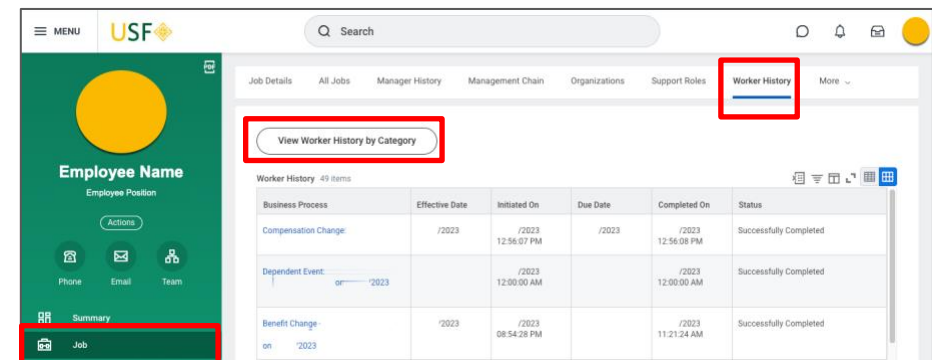 MENU
USF
Search
PDF
Employee Name
Employee Position
Actions
Phone Email Team
Summary
Job
Job Details All Jobs Manager History Management Chain Organizations Support Roles Worker History More
View Worker History by Category
Worker History 49 items
Business Process Effective Date Initiated On Due Date Completed On Status
Compensation Change: /2023 /2023 /2023 /2023 Successfully Completed
12:56:07 PM 12:56:08 PM
Dependent Event: /2023 /2023 Successfully Completed
or '2023 12:00:00 AM 12:00:00 AM
Benefit Change - '2023 /2023 /2023 Successfully Completed
08:54:28 PM 11:21:24 AM
on '2023